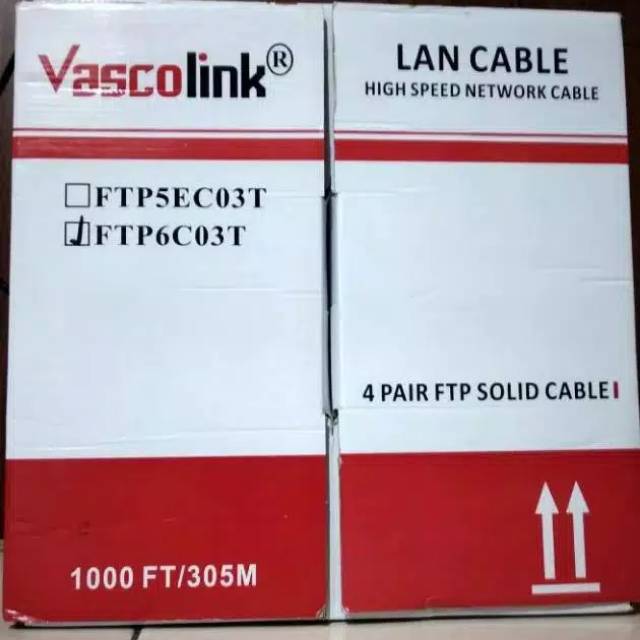 Vascolink®
FTP5EC03T
FTP6C03T
1000 FT/305M
LAN CABLE
HIGH SPEED NETWORK CABLE
4 PAIR FTP SOLID CABLE